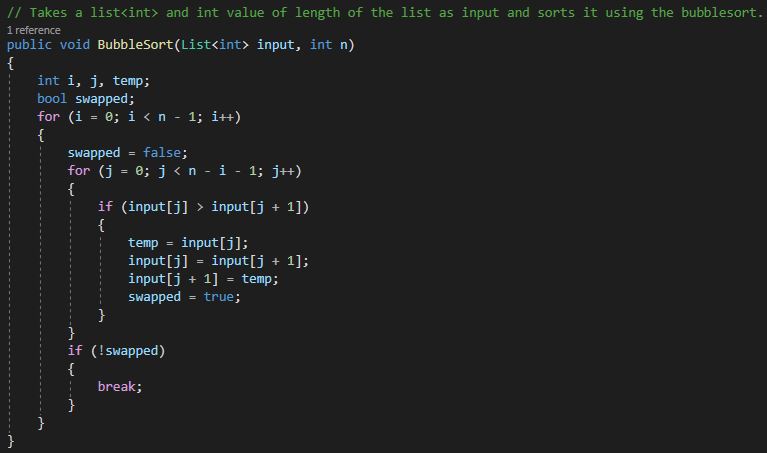 // Takes a list<int> and int value of length of the list as input and sorts it using the bubblesort.
1 reference
public void BubbleSort(List<int> input, int n)
{
    int i, j, temp;
    bool swapped;
    for (i = 0; i < n - 1; i++)
    {
        swapped = false;
        for (j = 0; j < n - i - 1; j++)
        {
            if (input[j] > input[j + 1])
            {
                temp = input[j];
                input[j] = input[j + 1];
                input[j + 1] = temp;
                swapped = true;
            }
        }
        if (!swapped)
        {
            break;
        }
    }
}